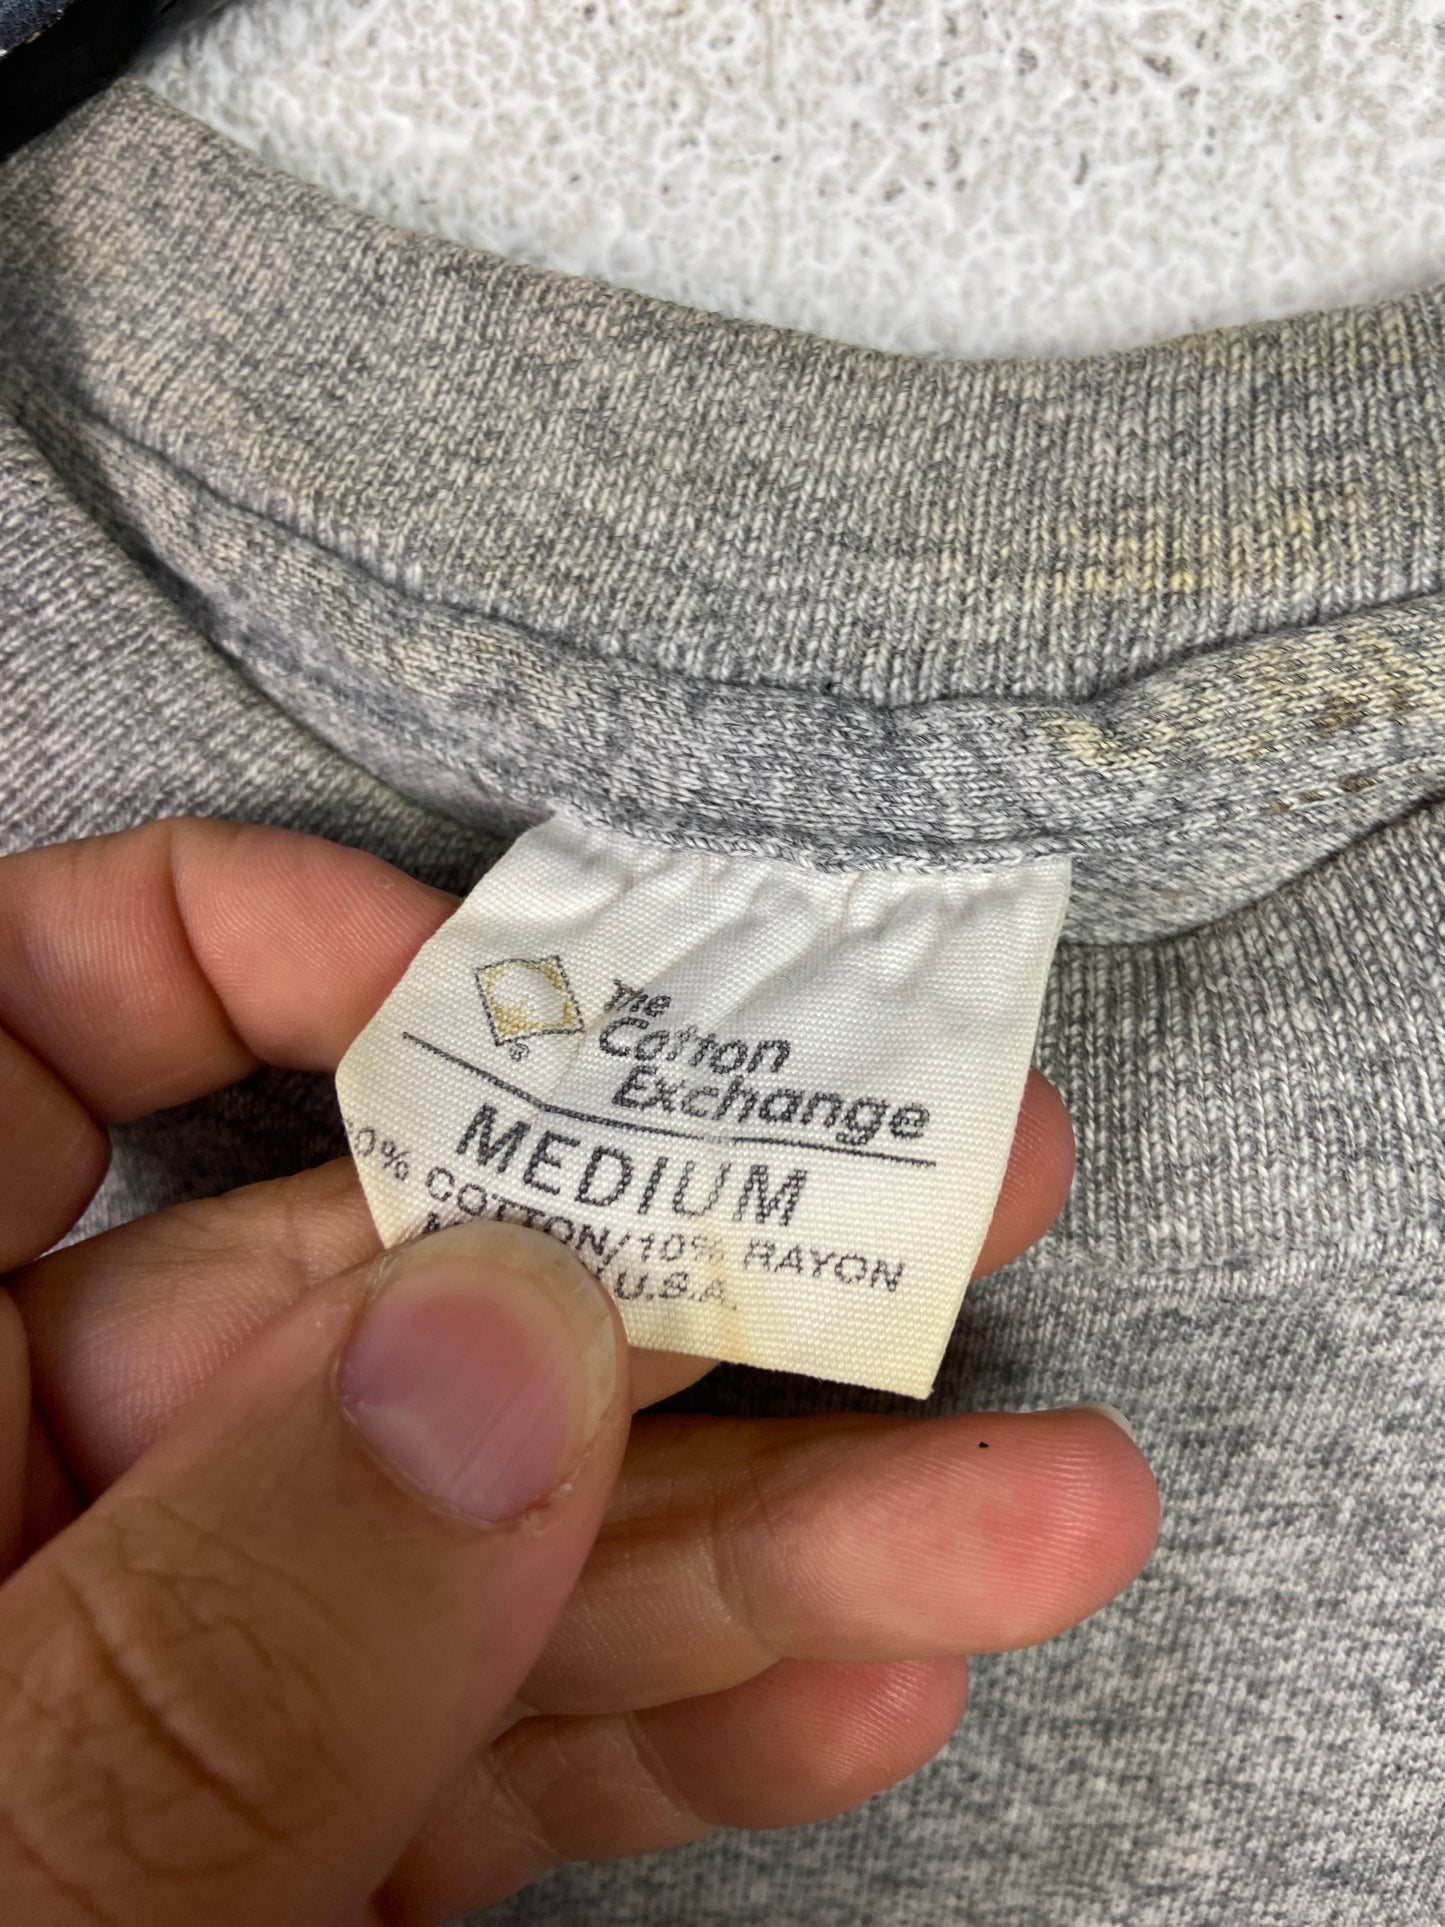 The
Cotton
Exchange
®
MEDIUM
0% COTTON/10% RAYON
U.S.A.